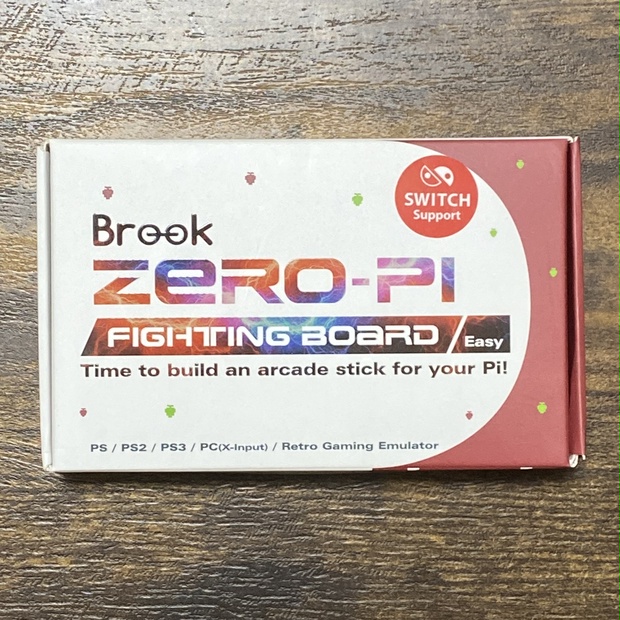 SWITCH
Support
Brook
ZERO-PI
FIGHTING BOARD / Easy
Time to build an arcade stick for your Pi!
PS / PS2 / PS3 / PC(X-Input) / Retro Gaming Emulator